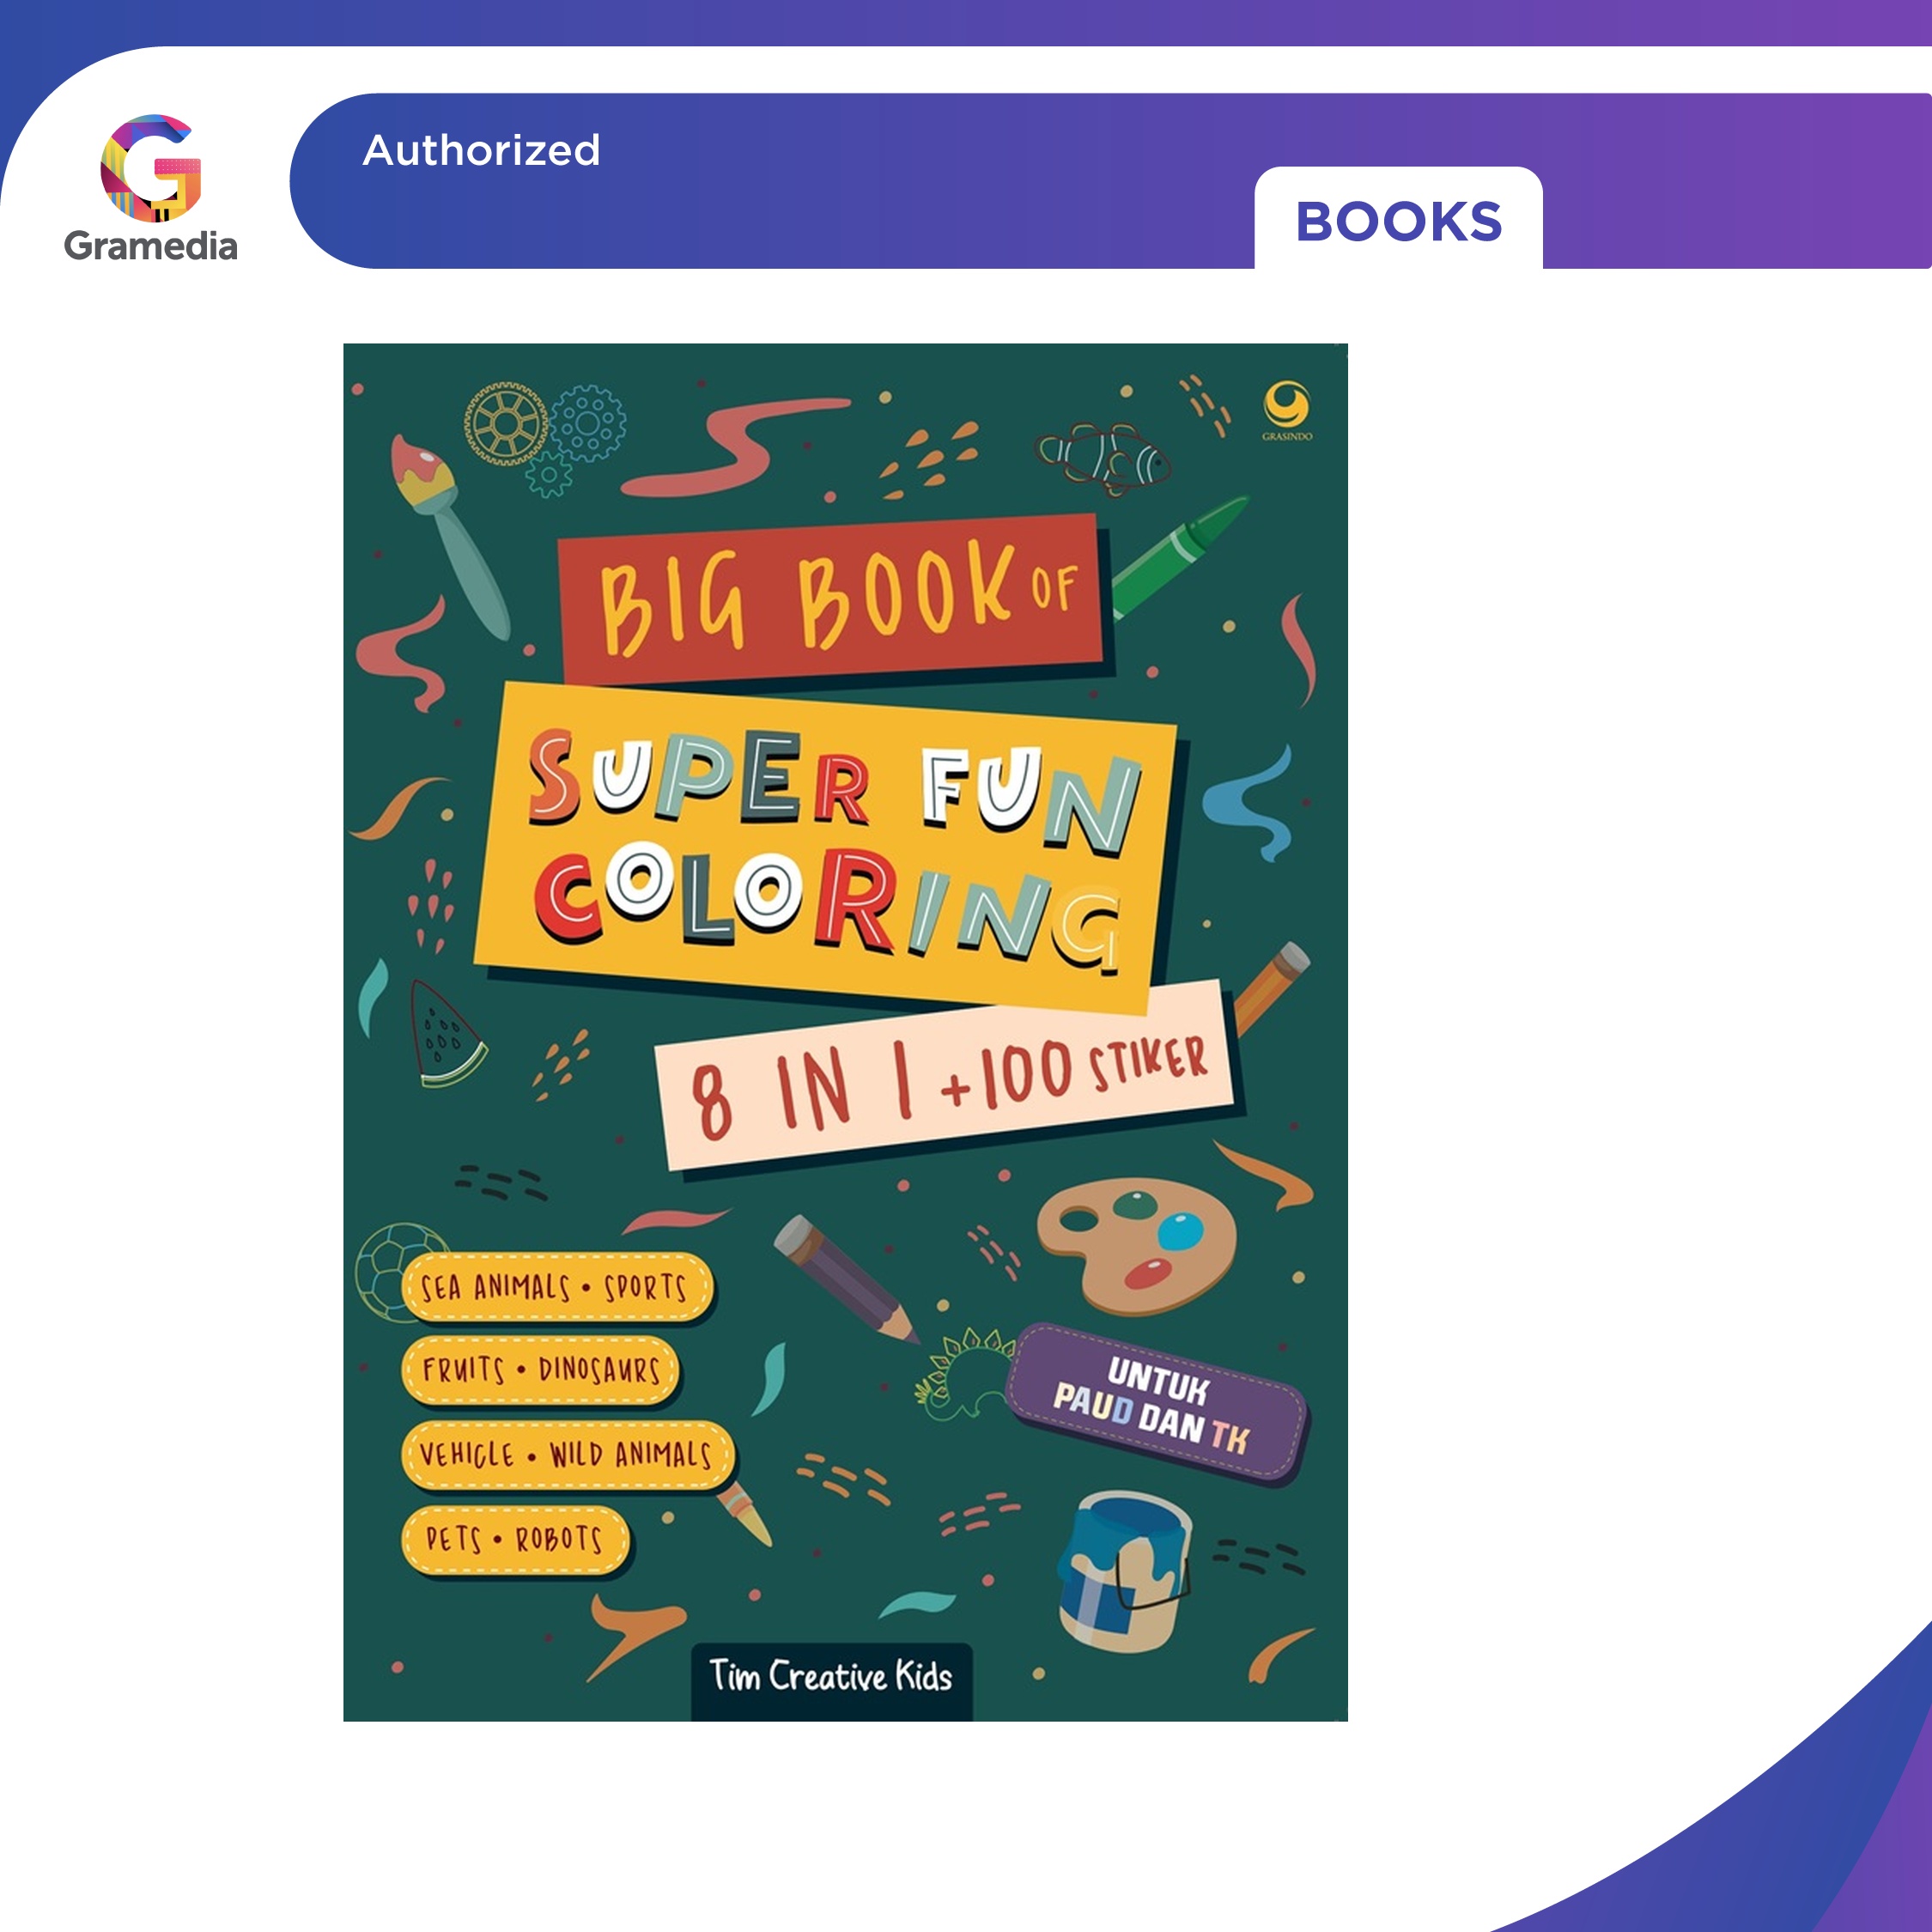 Authorized
BOOKS
Gramedia
GRASINDO
BIG BOOK OF
SUPER FUN
COLORING
8 IN 1 +100 STIKER
SEA ANIMALS • SPORTS
FRUITS • DINOSAURS
VEHICLE • WILD ANIMALS
PETS • ROBOTS
UNTUK
PAUD DAN TK
Tim Creative Kids